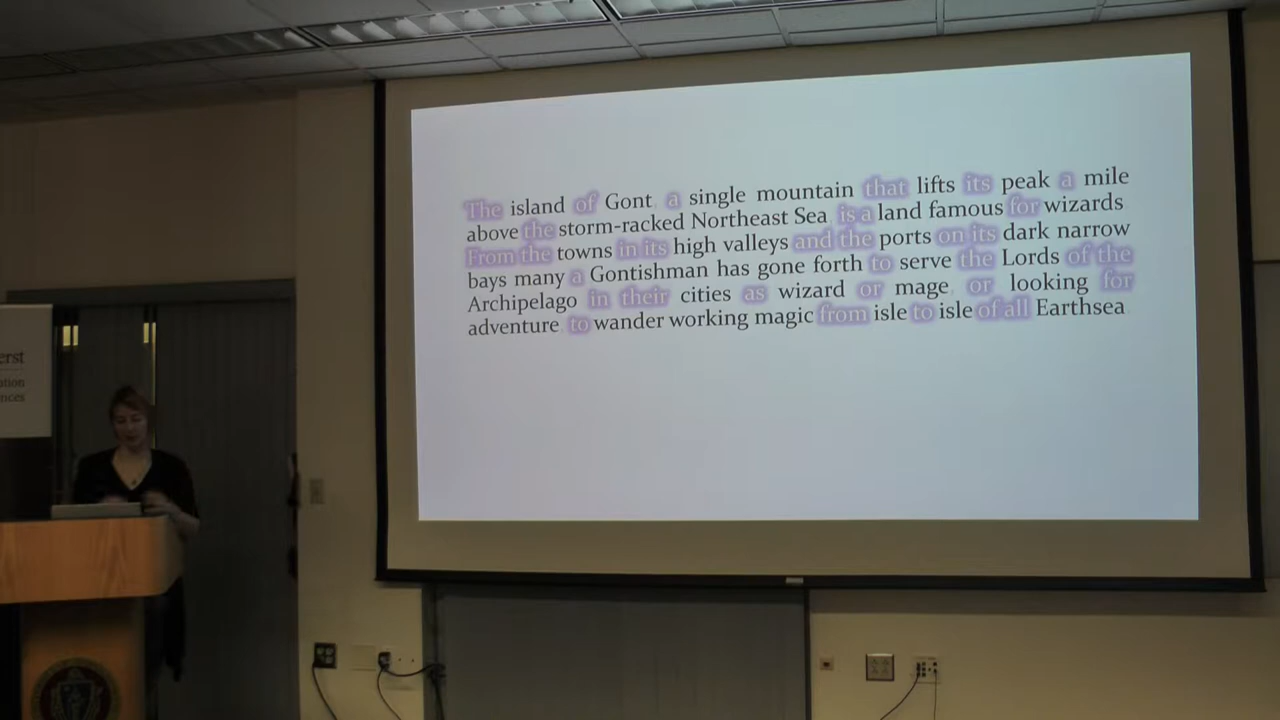 The island of Gont a single mountain that lifts its peak a mile
above the storm-racked Northeast Sea is a land famous for wizards
From the towns in its high valleys and the ports on its dark narrow
bays many a Gontishman has gone forth to serve the Lords of the
Archipelago in their cities as wizard or mage or looking for
adventure to wander working magic from isle to isle of all Earthsea
erst
ation
nces